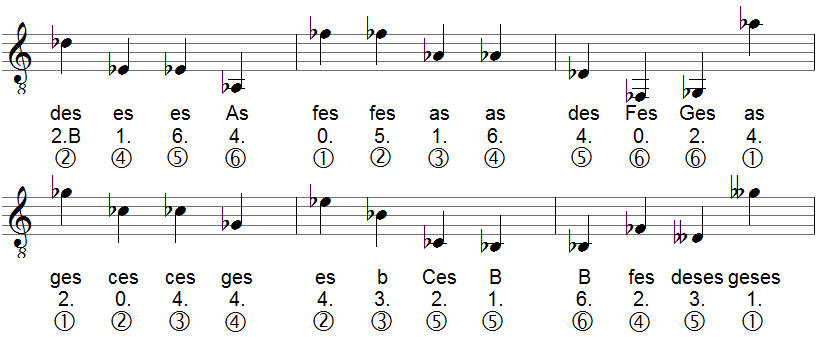 8
des es es As fes fes as as des Fes Ges as
2.B 1. 6. 4. 0. 5. 1. 6. 4. 0. 2. 4.
② ④ ⑤ ⑥ ① ② ③ ④ ⑤ ⑥ ⑥ ①
8
ges ces ces ges es b Ces B B fes deses geses
2. 0. 4. 4. 4. 3. 2. 1. 6. 2. 3. 1.
① ② ③ ④ ② ③ ⑤ ⑤ ⑥ ④ ⑤ ①